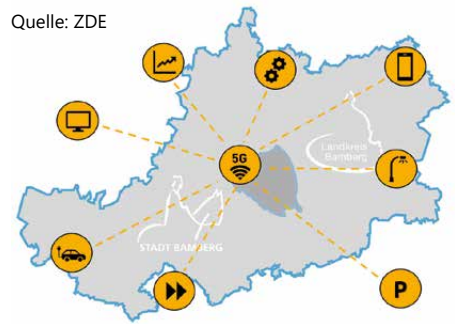 Quelle: ZDE
5G
Landkreis
Bamberg
STADT BAMBERG
P